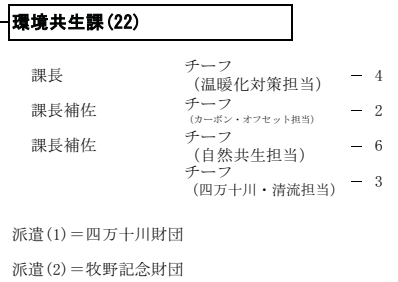 環境共生課(22)
課長 チーフ
(温暖化対策担当) － 4
課長補佐 チーフ － 2
(カーボン・オフセット担当)
課長補佐 チーフ － 6
(自然共生担当)
チーフ － 3
(四万十川・清流担当)
派遣(1)＝四万十川財団
派遣(2)＝牧野記念財団